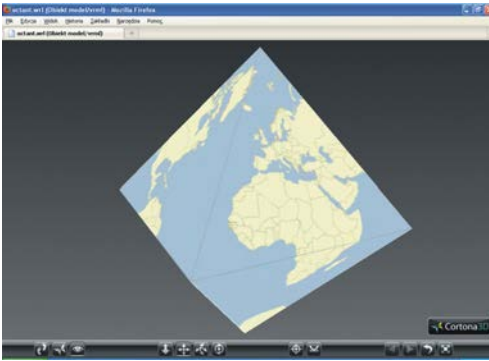 octant.wrl (Obiekt model/vrml) - Mozilla Firefox
Plik Edycja Widok Historia Zakładki Narzędzia Pomoc
octant.wrl (Obiekt model/vrml)
Cortona3D